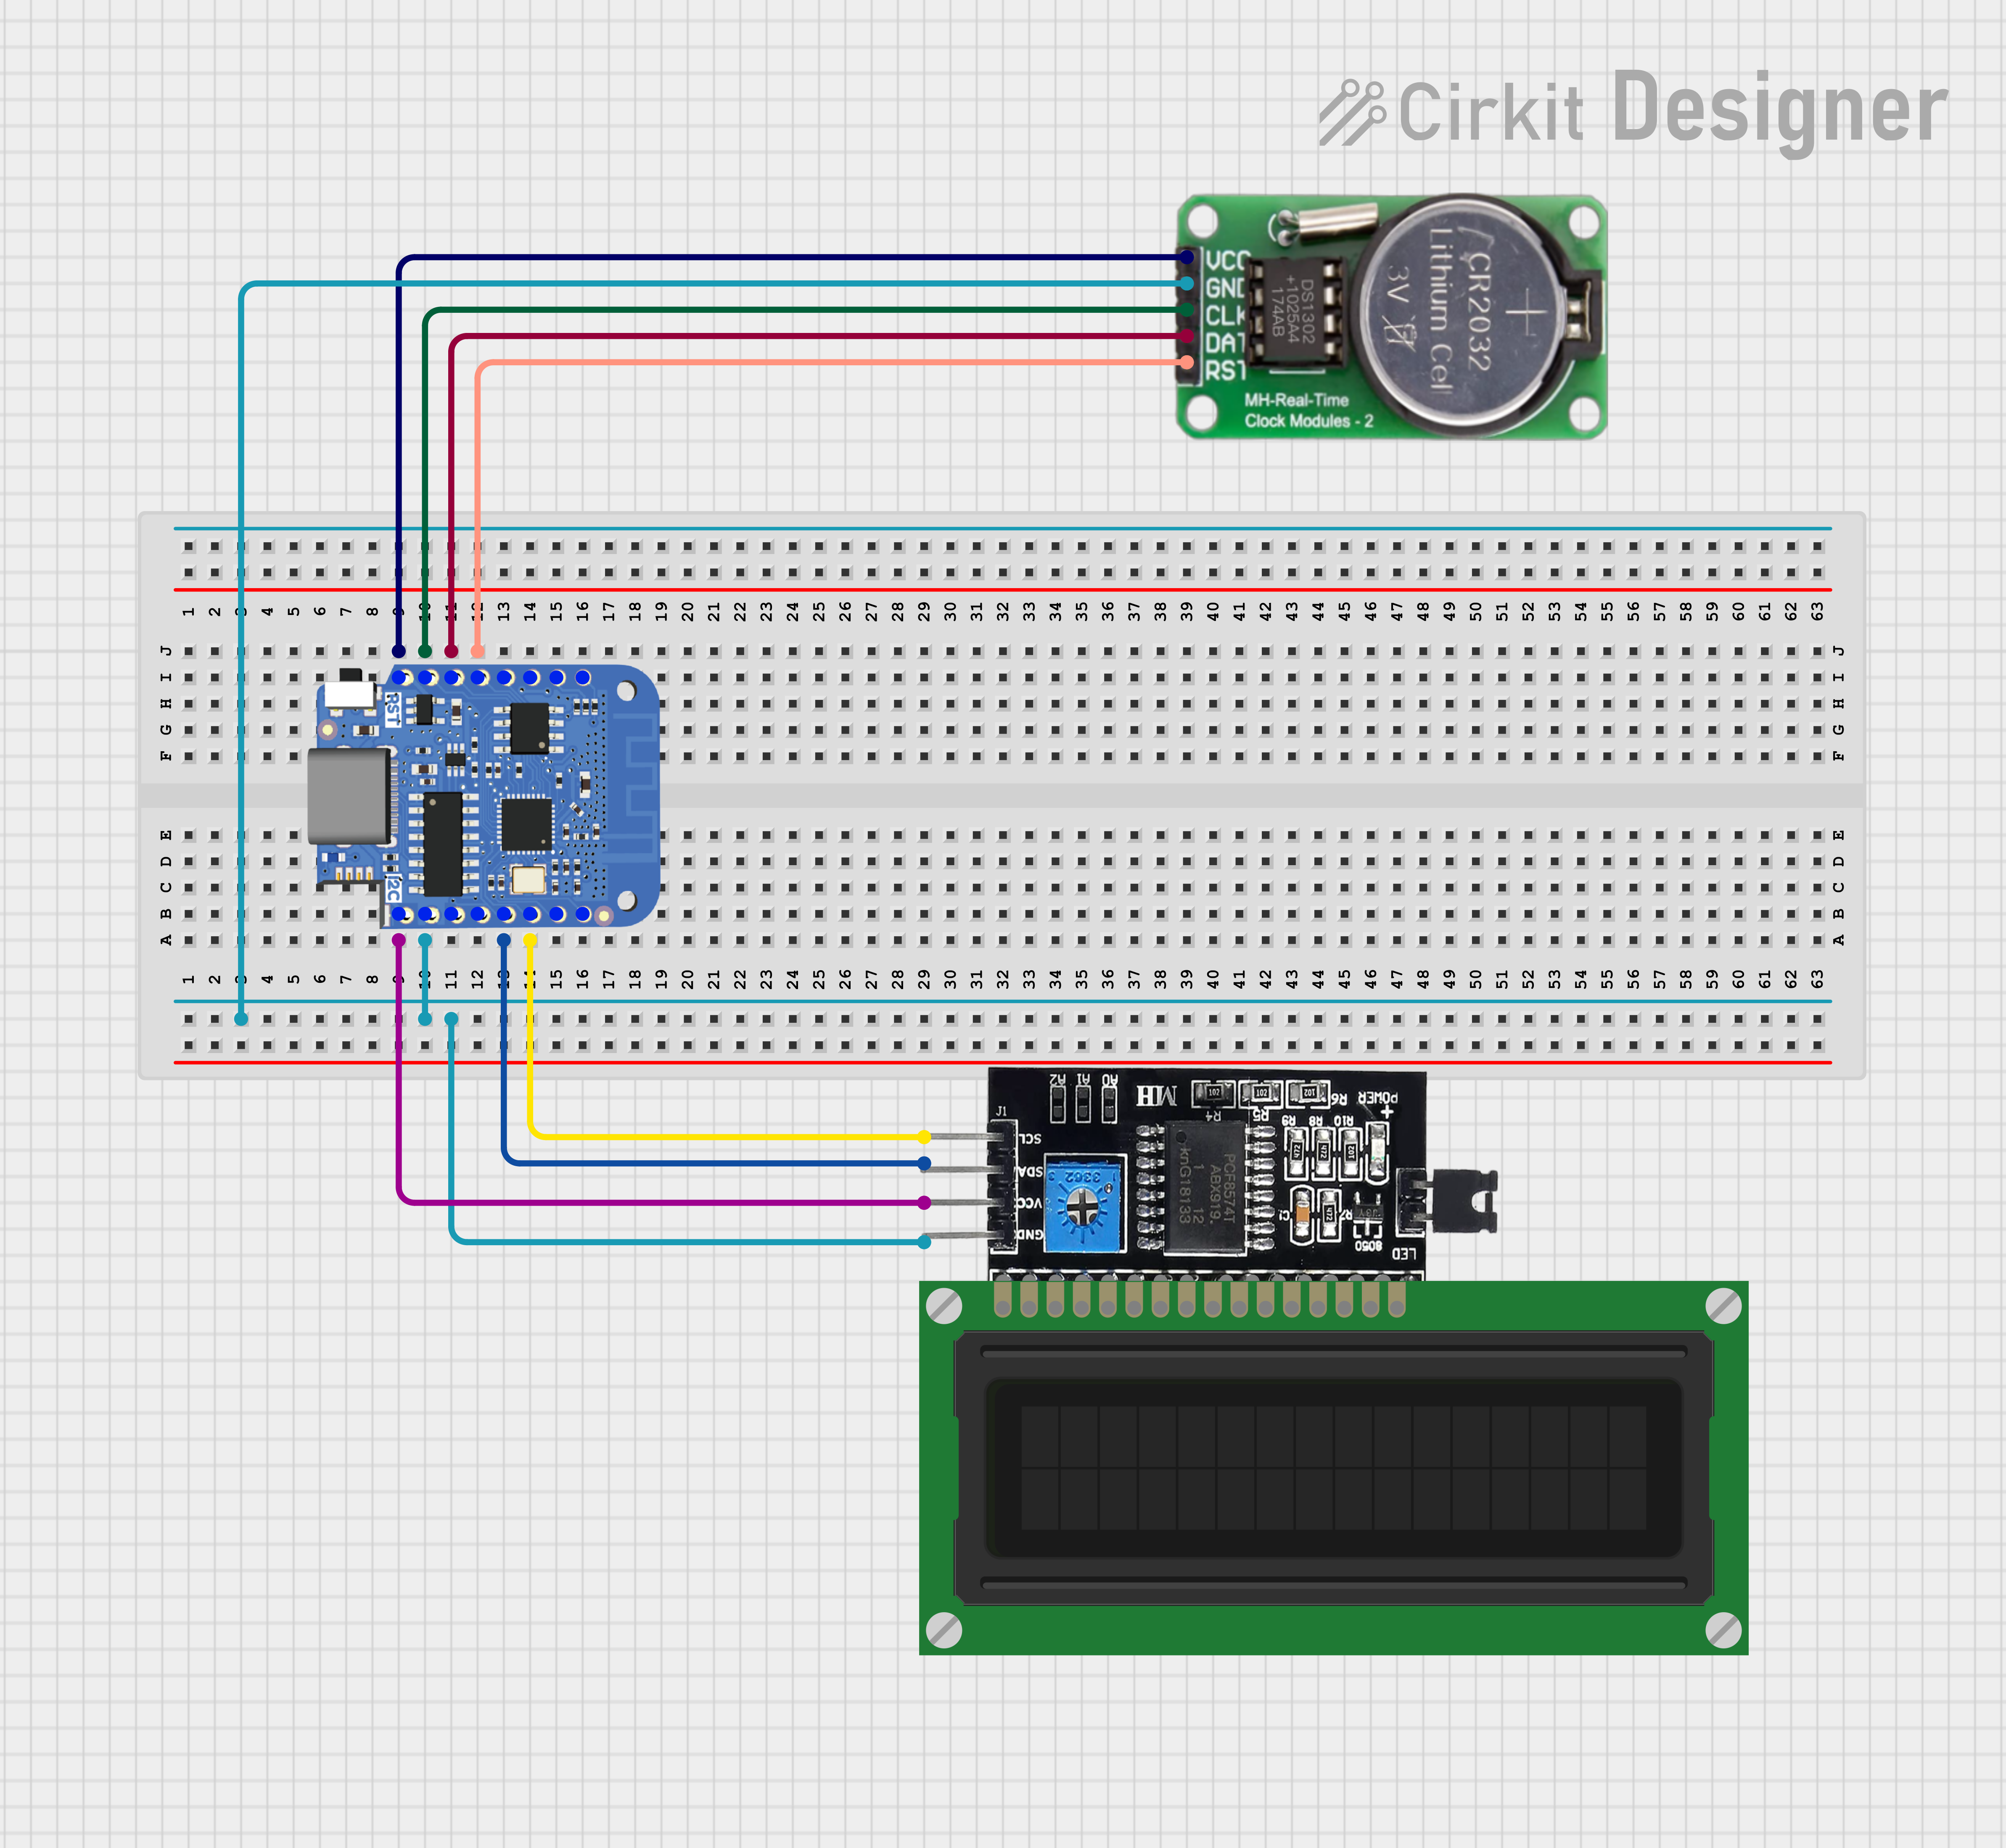 Cirkit Designer
VCC
GND
CLK
DAT
RST
DS1302
+1025A4
174AB
CR2032
Lithium Cell
3V
MH-Real-Time
Clock Modules - 2
1 2 3 4 5 6 7 8 9 10 11 12 13 14 15 16 17 18 19 20 21 22 23 24 25 26 27 28 29 30 31 32 33 34 35 36 37 38 39 40 41 42 43 44 45 46 47 48 49 50 51 52 53 54 55 56 57 58 59 60 61 62 63
J J
I I
H H
G G
F F
RST
E E
D D
C C
B B
A A
I2C
1 2 3 4 5 6 7 8 9 10 11 12 13 14 15 16 17 18 19 20 21 22 23 24 25 26 27 28 29 30 31 32 33 34 35 36 37 38 39 40 41 42 43 44 45 46 47 48 49 50 51 52 53 54 55 56 57 58 59 60 61 62 63
A2 A1 A0
MH
R4 R5 R6
POWER
J1
R9 R8 R10
SCL
SDA
VCC
GND
3362
PCF8574T
ABX919.
1 12
knG18133
472 472 102
C1
472
R7
8050
LED